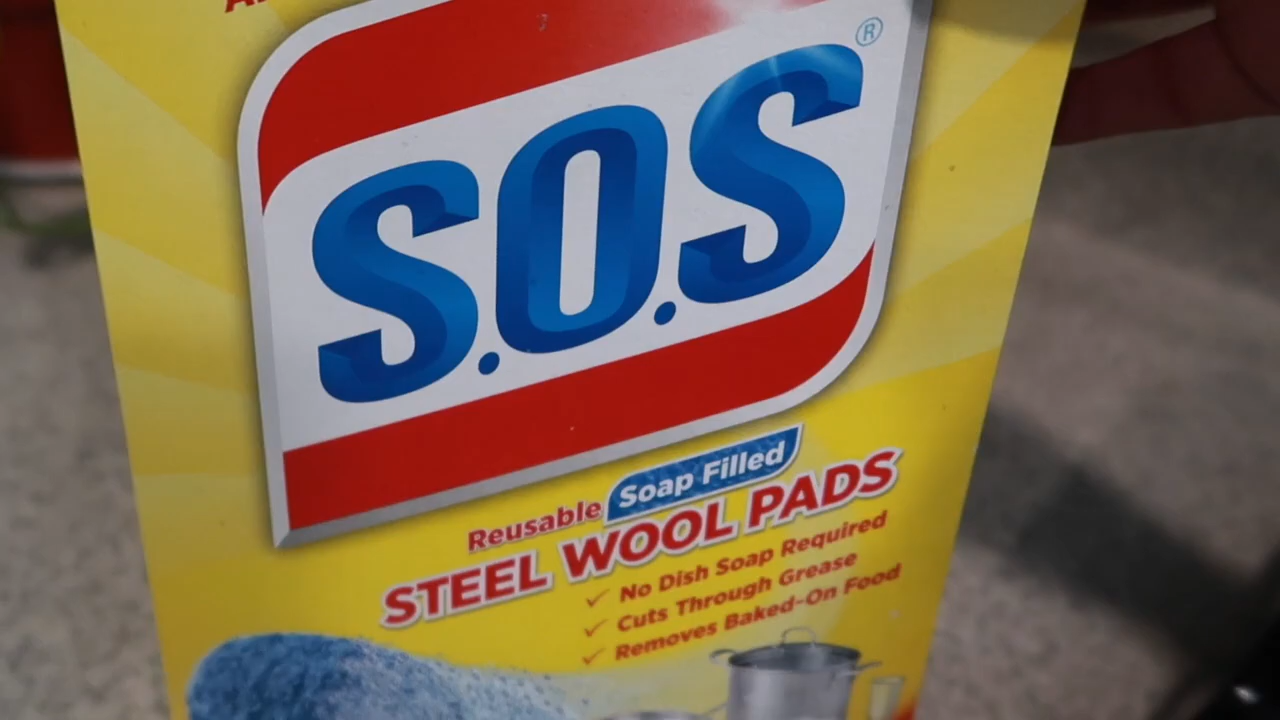 S.O.S
®
Reusable Soap Filled
STEEL WOOL PADS
✓ No Dish Soap Required
✓ Cuts Through Grease
✓ Removes Baked-On Food